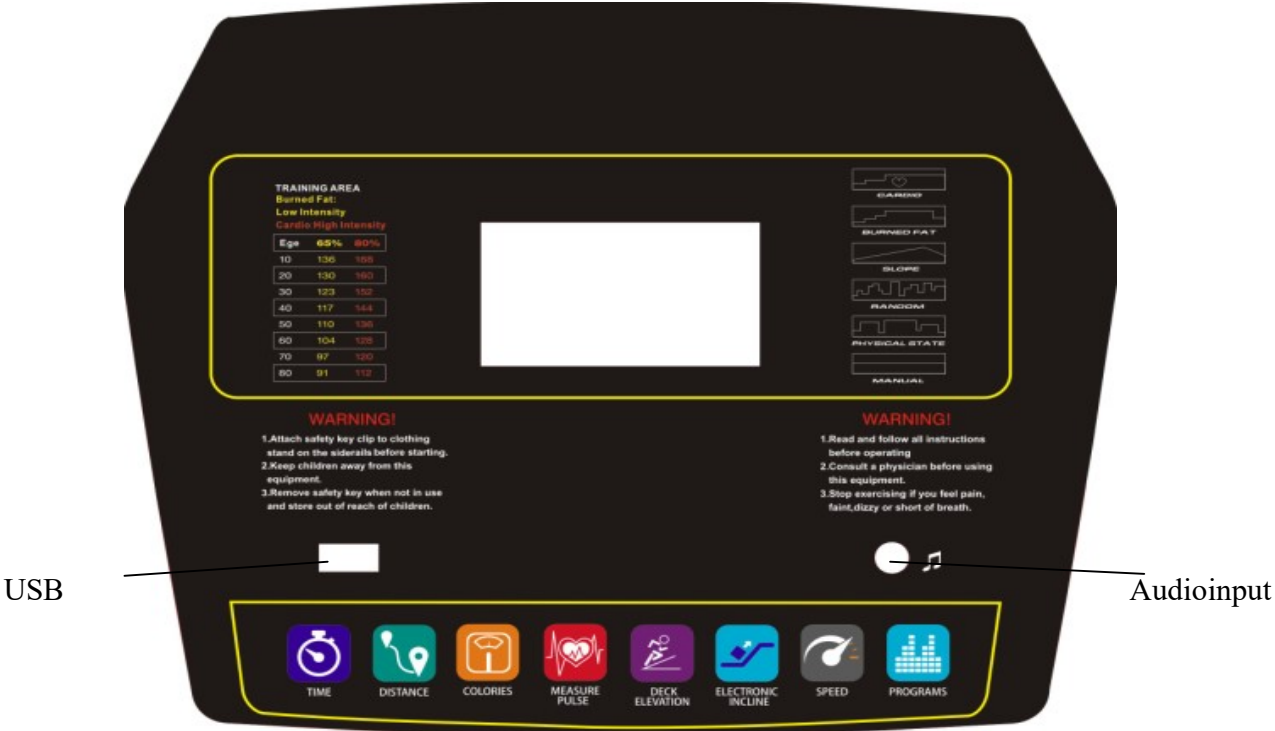 TRAINING AREA
Burned Fat:
Low Intensity
Cardio High Intensity
Ege 65% 80%
10 136 168
20 130 160
30 123 152
40 117 144
50 110 136
60 104 128
70 97 120
80 91 112
CARDIO
BURNED FAT
SLOPE
RANDOM
PHYSICAL STATE
MANUAL
WARNING!
1.Attach safety key clip to clothing
stand on the siderails before starting.
2.Keep children away from this
equipment.
3.Remove safety key when not in use
and store out of reach of children.
WARNING!
1.Read and follow all instructions
before operating
2.Consult a physician before using
this equipment.
3.Stop exercising if you feel pain,
faint,dizzy or short of breath.
USB
Audioinput
TIME
DISTANCE
COLORIES
MEASURE
PULSE
DECK
ELEVATION
ELECTRONIC
INCLINE
SPEED
PROGRAMS